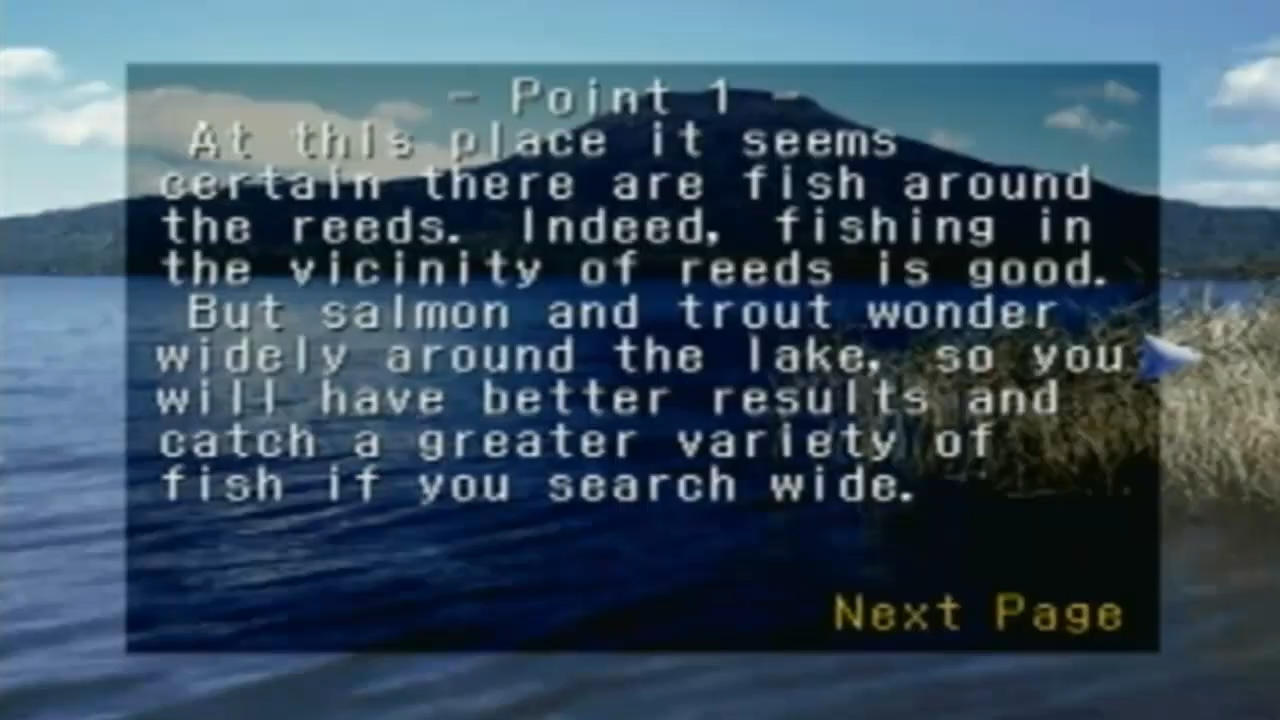 - Point 1 -
At this place it seems
certain there are fish around
the reeds. Indeed, fishing in
the vicinity of reeds is good.
But salmon and trout wonder
widely around the lake, so you
will have better results and
catch a greater variety of
fish if you search wide.
Next Page